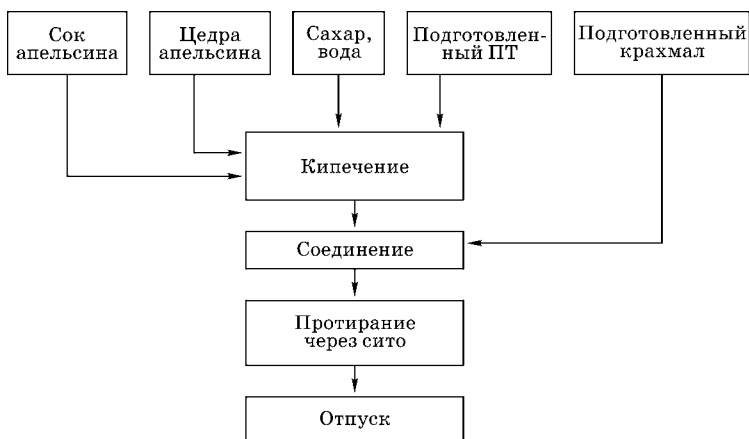 Сок
апельсина
Цедра
апельсина
Сахар,
вода
Подготовлен-
ный ПТ
Подготовленный
крахмал
Кипечение
Соединение
Протирание
через сито
Отпуск